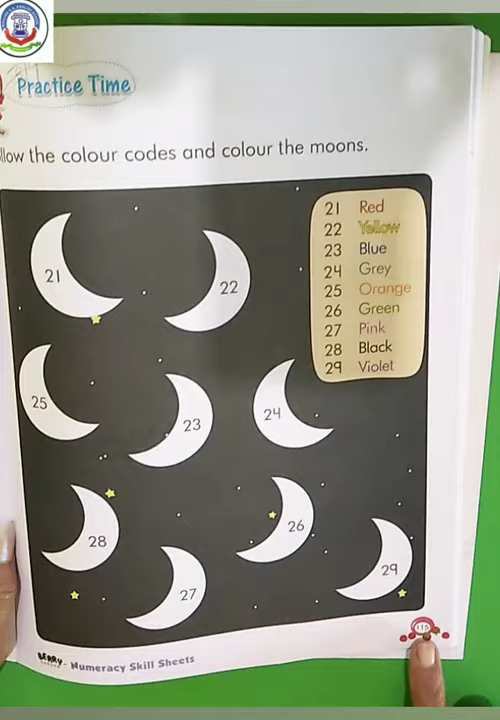 Practice Time
llow the colour codes and colour the moons.
21 Red
22 Yellow
23 Blue
24 Grey
25 Orange
26 Green
27 Pink
28 Black
29 Violet
21
22
25
23
24
28
26
27
29
115
BERRY
Numeracy Skill Sheets